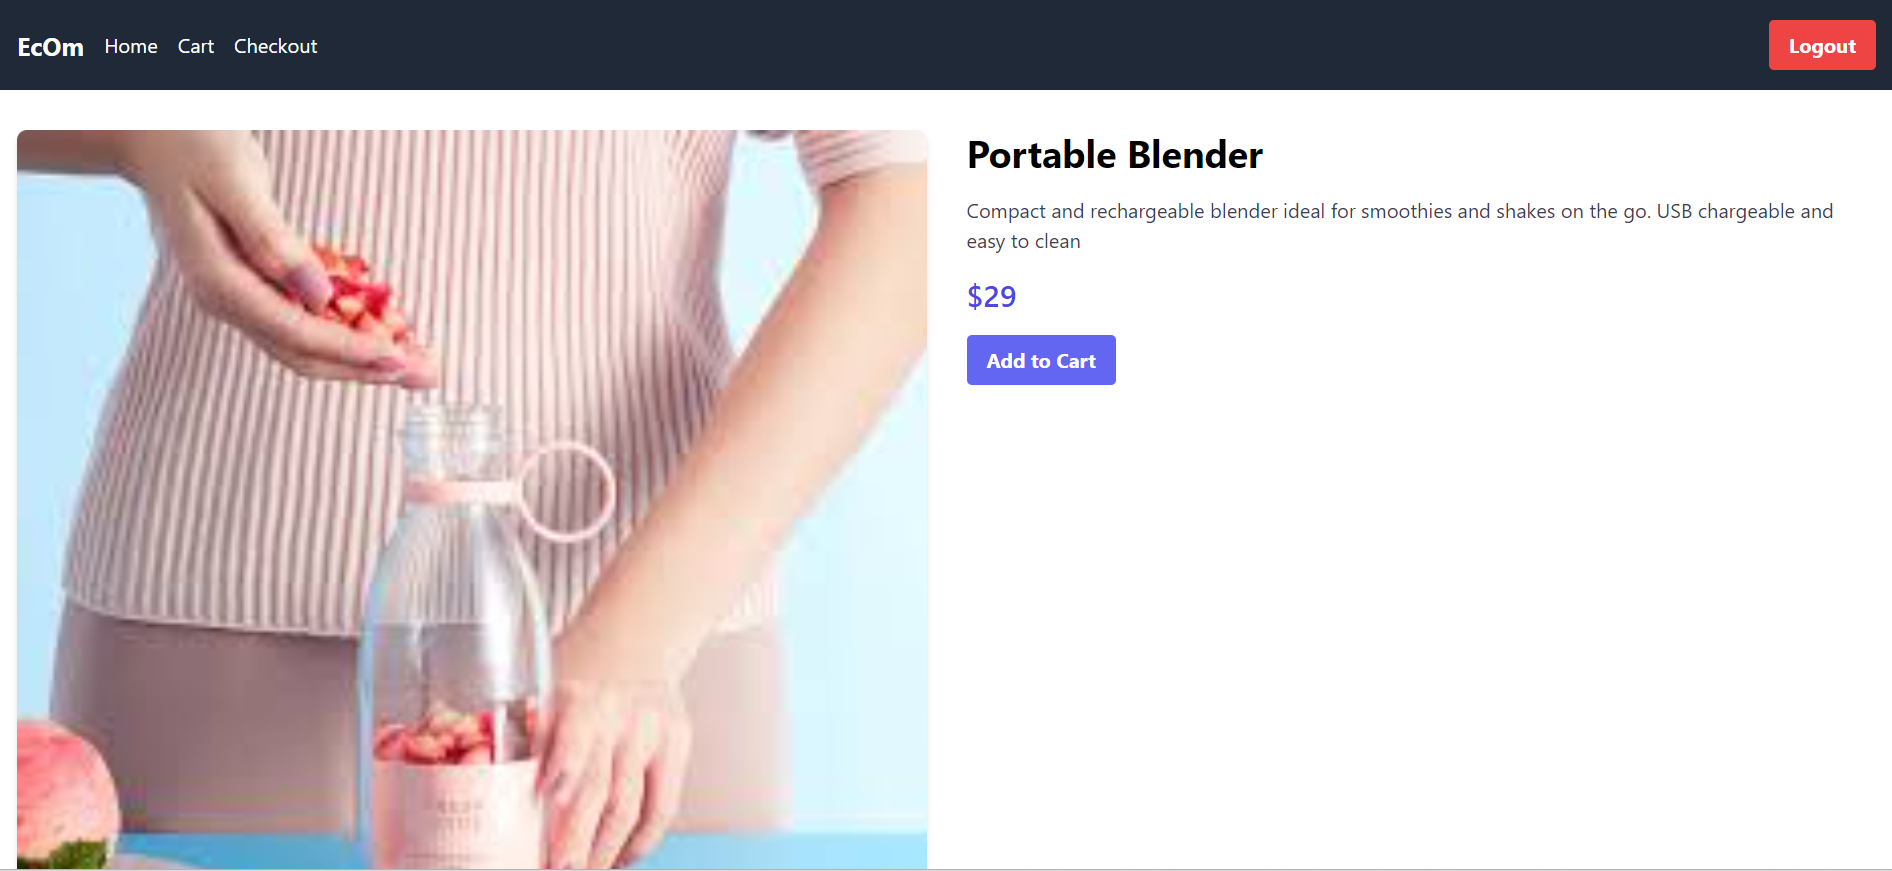 EcOm Home Cart Checkout Logout
Portable Blender
Compact and rechargeable blender ideal for smoothies and shakes on the go. USB chargeable and
easy to clean
$29
Add to Cart